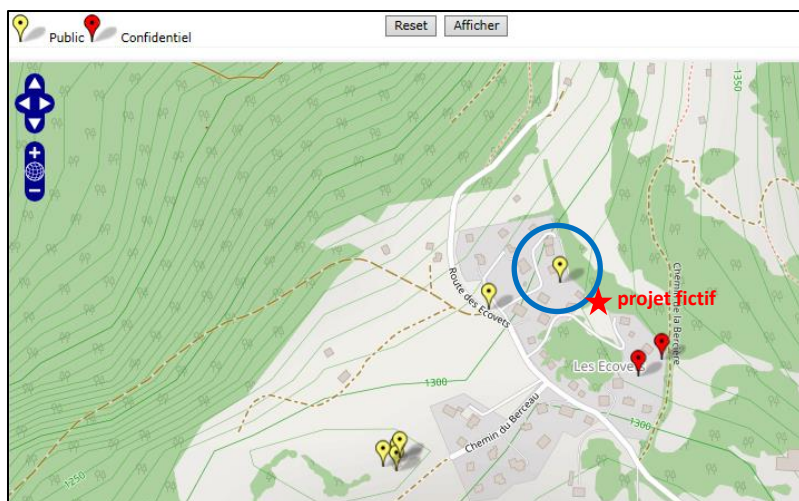 Public
Confidentiel
Reset
Afficher
1350
Route des Ecovets
Chemin de la Bercière
projet fictif
Les Ecovets
1300
Chemin du Berceau
1300
1250